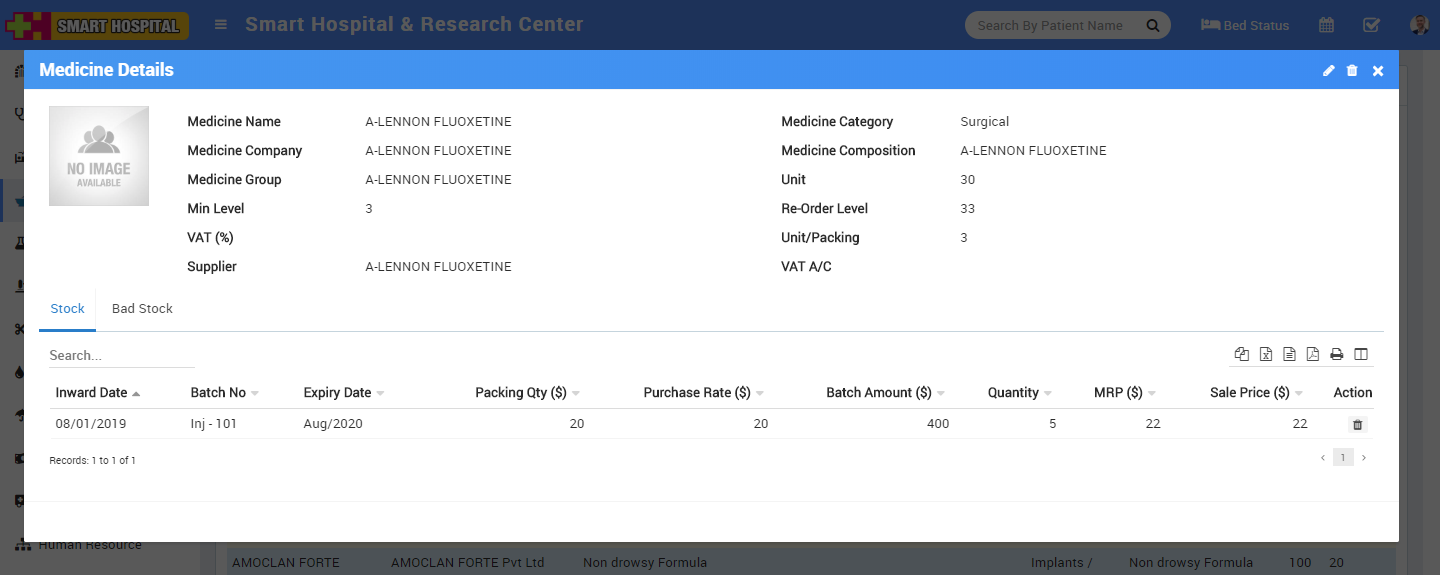 SMART HOSPITAL
Smart Hospital & Research Center
Search By Patient Name
Bed Status
Medicine Details
NO IMAGE
AVAILABLE
Medicine Name A-LENNON FLUOXETINE Medicine Category Surgical
Medicine Company A-LENNON FLUOXETINE Medicine Composition A-LENNON FLUOXETINE
Medicine Group A-LENNON FLUOXETINE Unit 30
Min Level 3 Re-Order Level 33
VAT (%) Unit/Packing 3
Supplier A-LENNON FLUOXETINE VAT A/C
Stock Bad Stock
Search...
Inward Date Batch No Expiry Date Packing Qty ($) Purchase Rate ($) Batch Amount ($) Quantity MRP ($) Sale Price ($) Action
08/01/2019 Inj - 101 Aug/2020 20 20 400 5 22 22
Records: 1 to 1 of 1
‹ 1 ›
Human Resource
AMOCLAN FORTE AMOCLAN FORTE Pvt Ltd Non drowsy Formula Implants / Non drowsy Formula 100 20